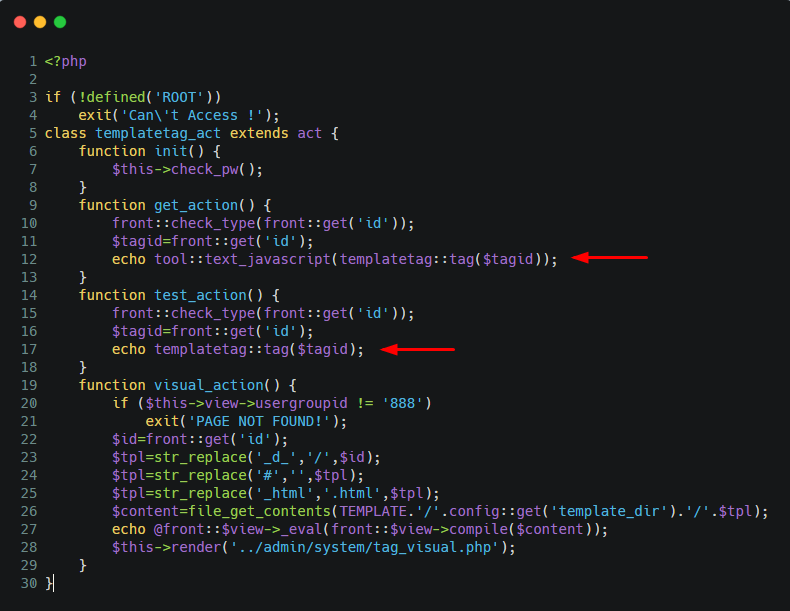 1 <?php
2
3 if (!defined('ROOT'))
4     exit('Can\'t Access !');
5 class templatetag_act extends act {
6     function init() {
7         $this->check_pw();
8     }
9     function get_action() {
10         front::check_type(front::get('id'));
11         $tagid=front::get('id');
12         echo tool::text_javascript(templatetag::tag($tagid));
13     }
14     function test_action() {
15         front::check_type(front::get('id'));
16         $tagid=front::get('id');
17         echo templatetag::tag($tagid);
18     }
19     function visual_action() {
20         if ($this->view->usergroupid != '888')
21             exit('PAGE NOT FOUND!');
22         $id=front::get('id');
23         $tpl=str_replace('_d_','/',$id);
24         $tpl=str_replace('#','',$tpl);
25         $tpl=str_replace('_html','.html',$tpl);
26         $content=file_get_contents(TEMPLATE.'/'.config::get('template_dir').'/'.$tpl);
27         echo @front::$view->_eval(front::$view->compile($content));
28         $this->render('../admin/system/tag_visual.php');
29     }
30 }